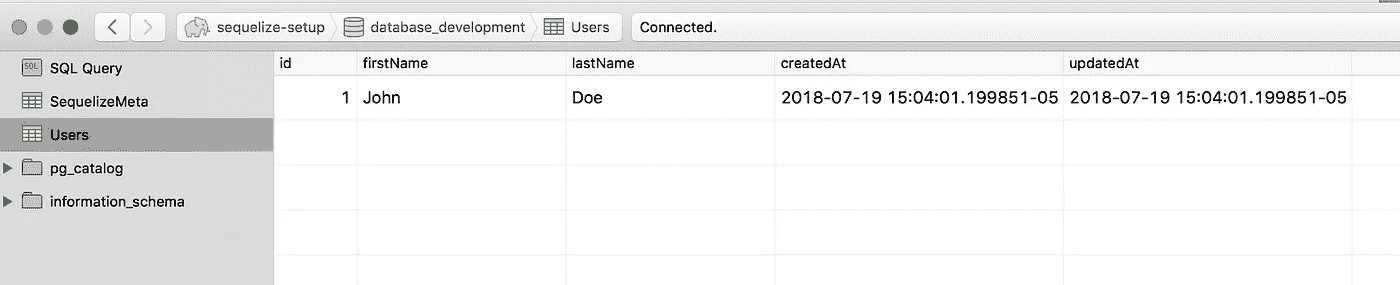 sequelize-setup database_development Users Connected.
SQL Query
SequelizeMeta
Users
pg_catalog
information_schema
id firstName lastName createdAt updatedAt
1 John Doe 2018-07-19 15:04:01.199851-05 2018-07-19 15:04:01.199851-05